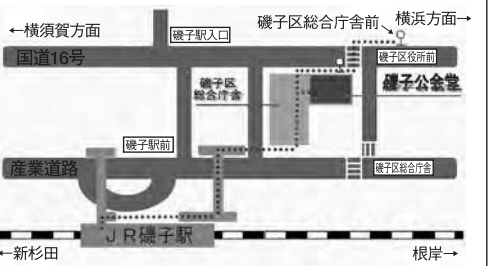 ←横須賀方面
磯子駅入口
磯子区総合庁舎前
横浜方面→
国道16号
磯子区役所前
磯子区
総合庁舎
磯子公会堂
磯子駅前
産業道路
磯子区総合庁舎
JR磯子駅
←新杉田
根岸→